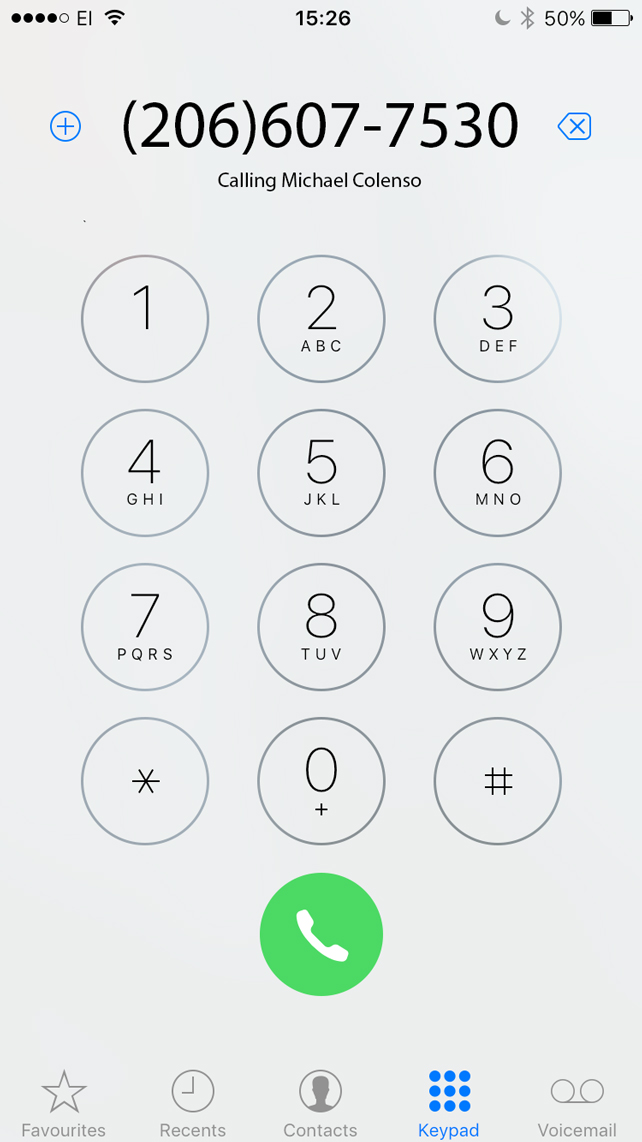 EI 15:26 50%
(206)607-7530
Calling Michael Colenso
1 2 3
ABC DEF
4 5 6
GHI JKL MNO
7 8 9
PQRS TUV WXYZ
* 0 #
+
Favourites Recents Contacts Keypad Voicemail